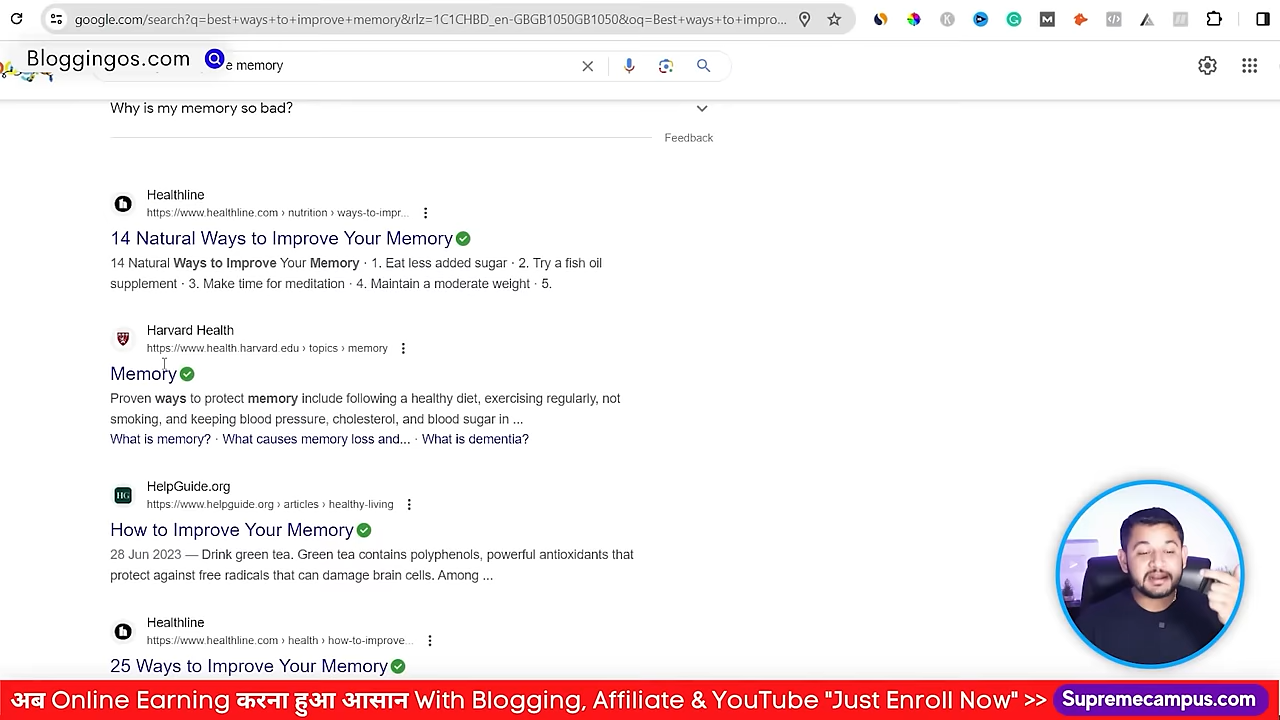 google.com/search?q=best+ways+to+improve+memory&rlz=1C1CHBD_en-GBGB1050GB1050&oq=Best+ways+to+impro...
Bloggingos.com
e memory
Why is my memory so bad?
Feedback
Healthline
https://www.healthline.com › nutrition › ways-to-impr...
14 Natural Ways to Improve Your Memory
14 Natural Ways to Improve Your Memory · 1. Eat less added sugar · 2. Try a fish oil
supplement · 3. Make time for meditation · 4. Maintain a moderate weight · 5.
Harvard Health
https://www.health.harvard.edu › topics › memory
Memory
Proven ways to protect memory include following a healthy diet, exercising regularly, not
smoking, and keeping blood pressure, cholesterol, and blood sugar in ...
What is memory? · What causes memory loss and... · What is dementia?
HelpGuide.org
https://www.helpguide.org › articles › healthy-living
How to Improve Your Memory
28 Jun 2023 — Drink green tea. Green tea contains polyphenols, powerful antioxidants that
protect against free radicals that can damage brain cells. Among ...
Healthline
https://www.healthline.com › health › how-to-improve...
25 Ways to Improve Your Memory
अब Online Earning करना हुआ आसान With Blogging, Affiliate & YouTube "Just Enroll Now" >> Supremecampus.com